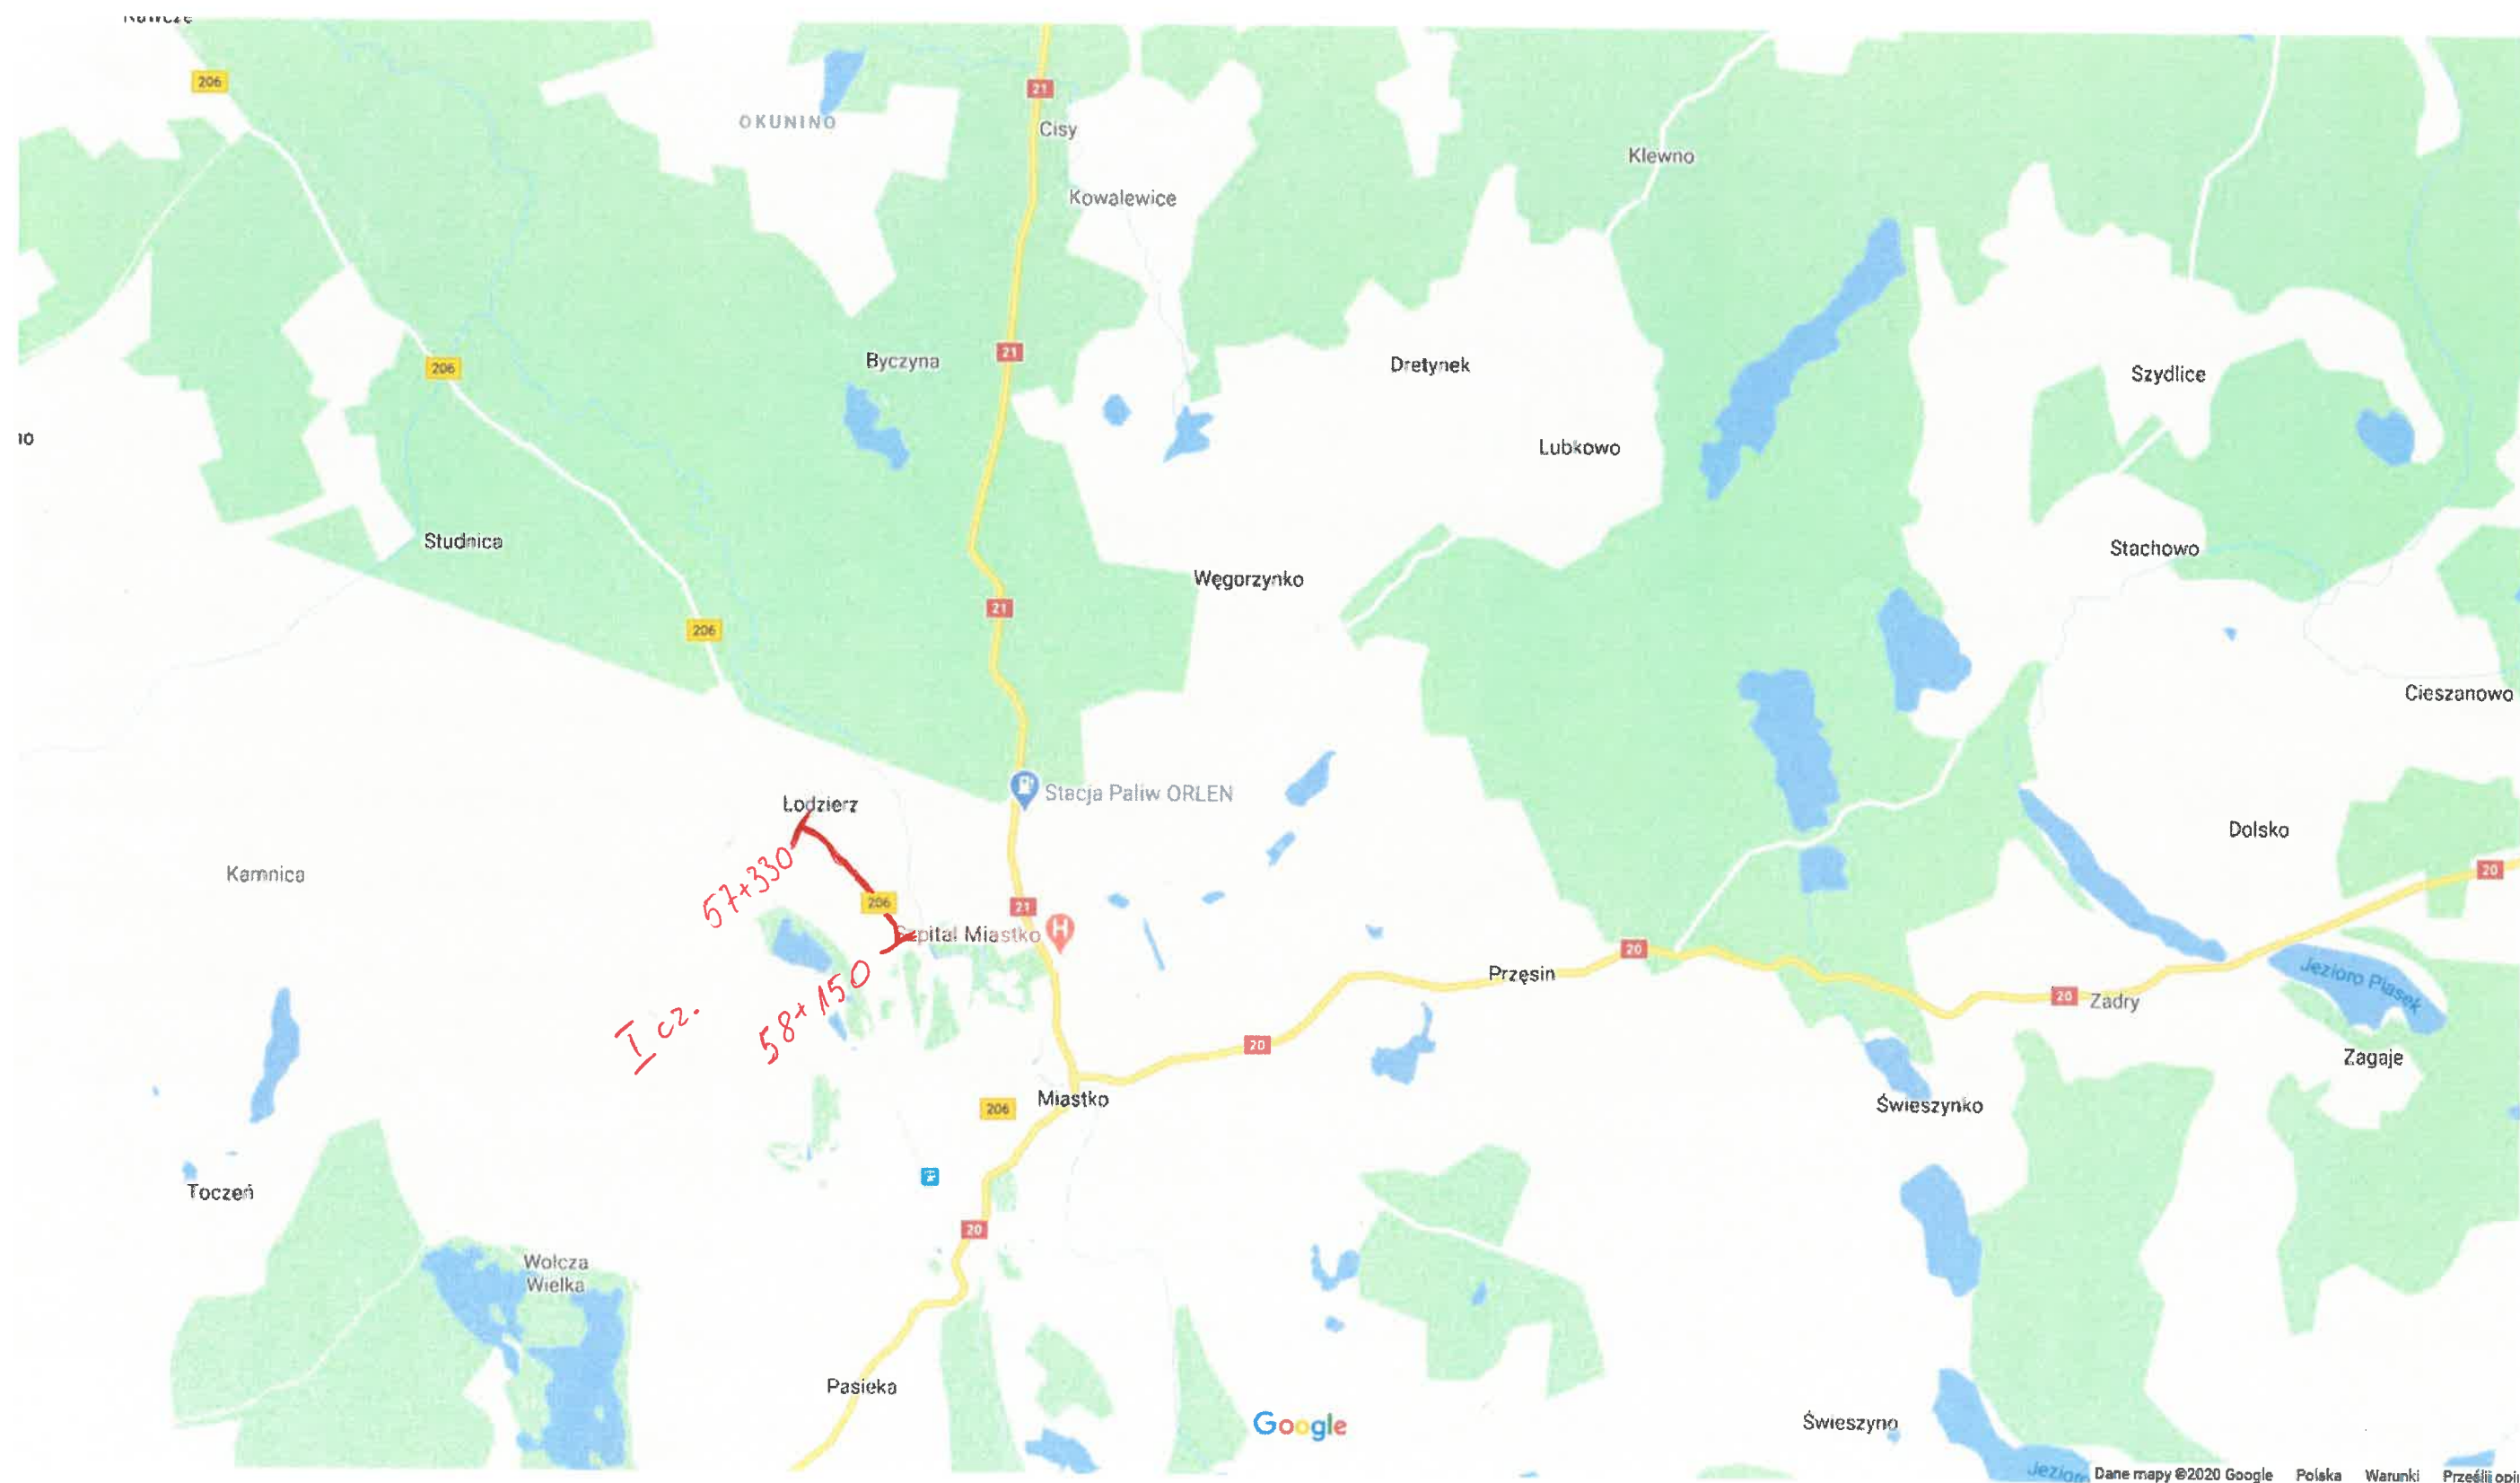 206
21
OKUNINO
Cisy
Klewno
Kowalewice
21
Byczyna
Dretynek
206
Szydlice
10
Lubkowo
Studnica
Stachowo
Węgorzynko
21
206
Cieszanowo
Stacja Paliw ORLEN
Łodzierz
Dolsko
57+330
Kamnica
20
206
21
Szpital Miastko
H
20
Przęsin
Jezioro Piasek
58+150
I cz.
20
Zadry
20
Zagaje
Miastko
206
Świeszynko
Toczeń
20
Wołcza
Wielka
Pasieka
Google
Świeszyno
Jezioro
Dane mapy ©2020 Google Polska Warunki